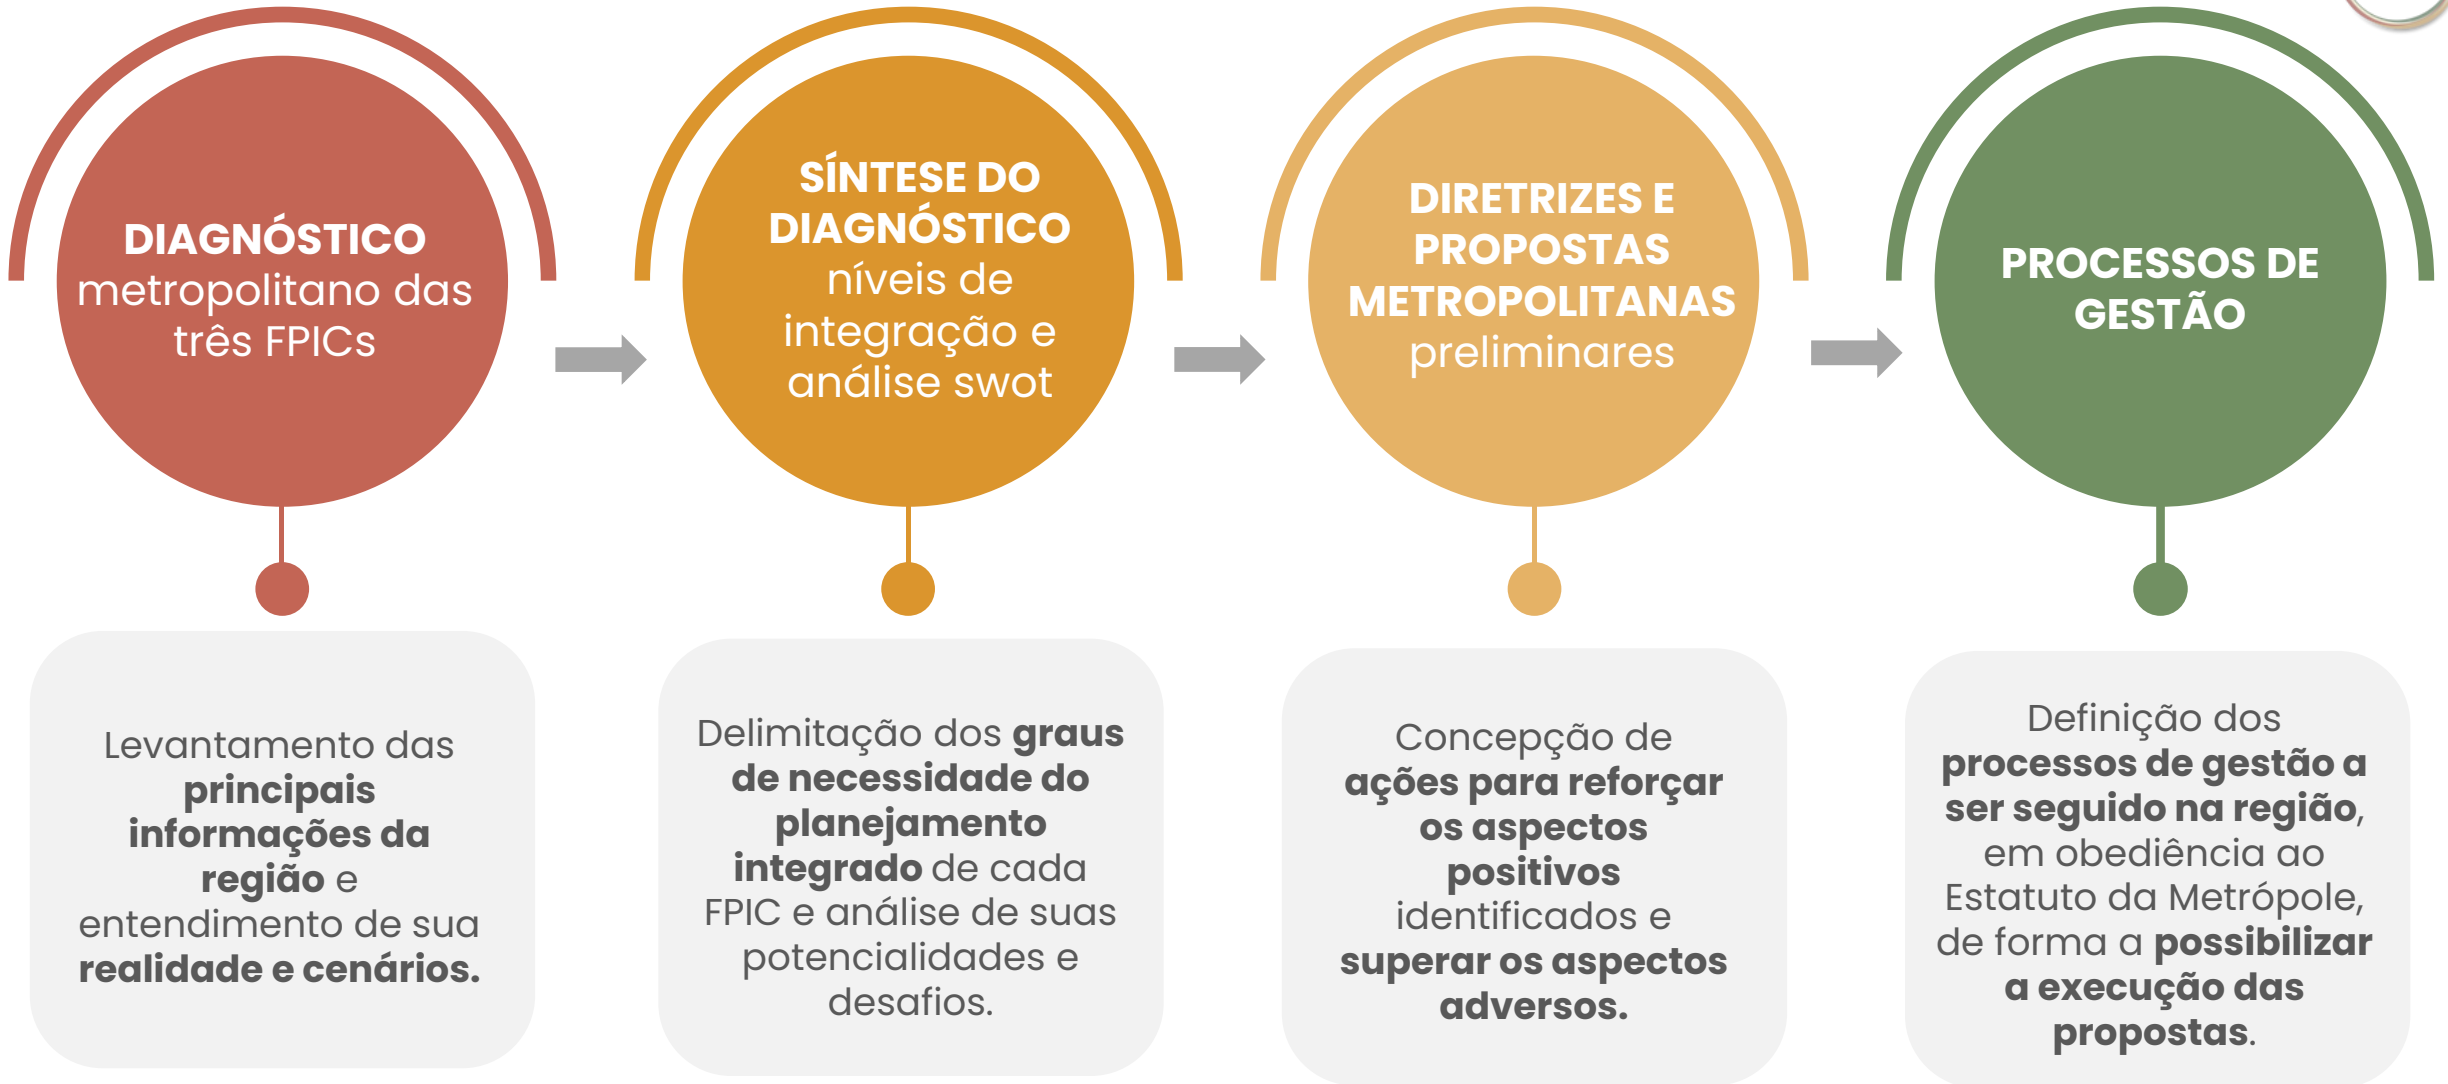 DIAGNÓSTICO
metropolitano das
três FPICs
SÍNTESE DO
DIAGNÓSTICO
níveis de
integração e
análise swot
DIRETRIZES E
PROPOSTAS
METROPOLITANAS
preliminares
PROCESSOS DE
GESTÃO
Levantamento das
principais
informações da
região e
entendimento de sua
realidade e cenários.
Delimitação dos graus
de necessidade do
planejamento
integrado de cada
FPIC e análise de suas
potencialidades e
desafios.
Concepção de
ações para reforçar
os aspectos
positivos
identificados e
superar os aspectos
adversos.
Definição dos
processos de gestão a
ser seguido na região,
em obediência ao
Estatuto da Metrópole,
de forma a possibilizar
a execução das
propostas.